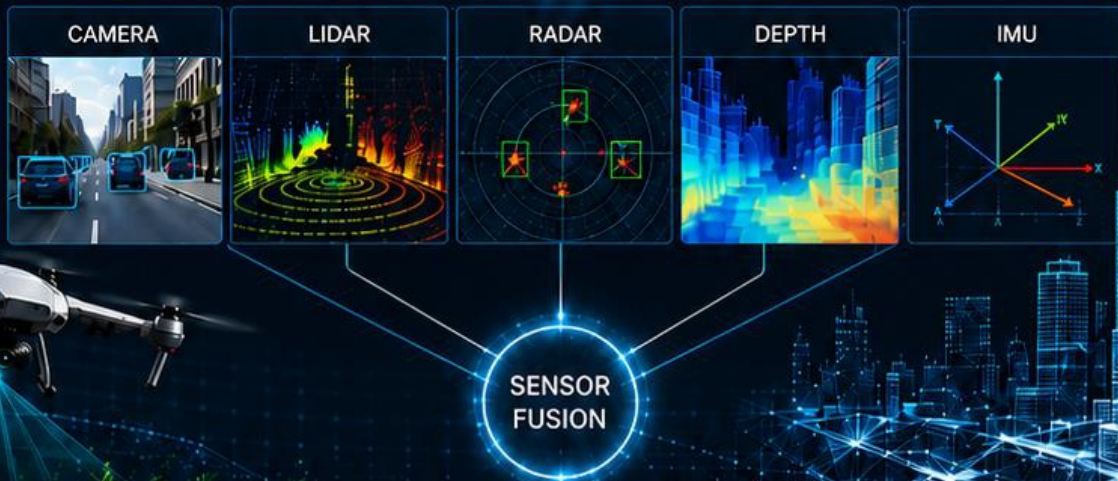 CAMERA
LIDAR
RADAR
DEPTH
IMU
X
SENSOR
FUSION